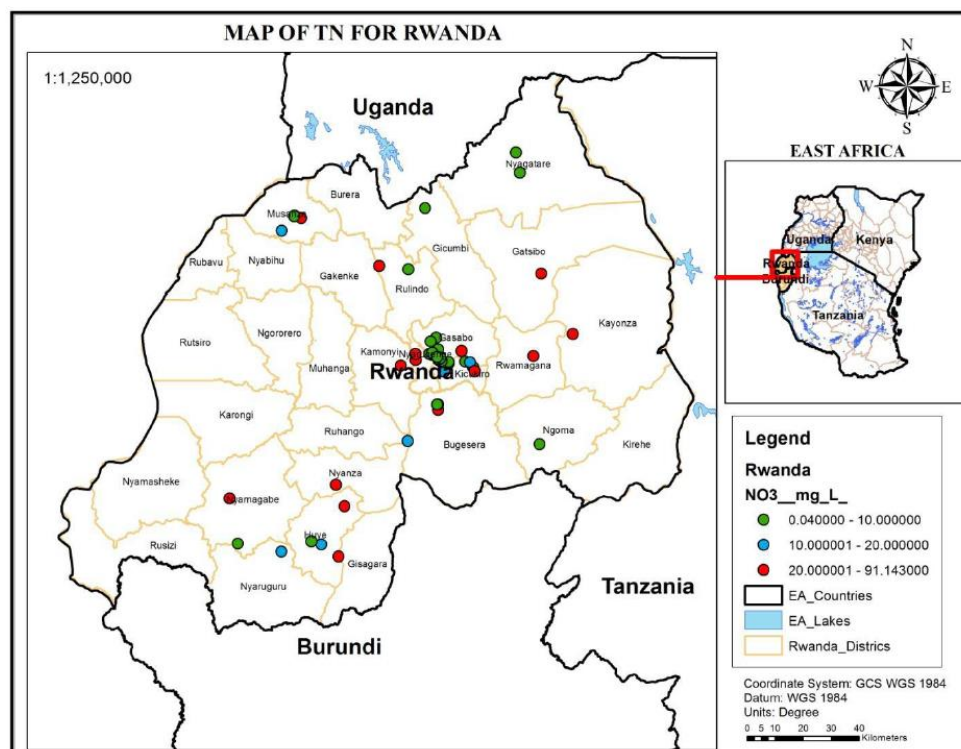 MAP OF TN FOR RWANDA
1:1,250,000
Uganda
N
W
E
S
Nyagatare
EAST AFRICA
Burera
Gicumbi
Gatsibo
Rubavu
Nyabihu
Gakenke
Rulindo
Uganda
Kenya
Rwanda
Burundi
Tanzania
Rutsiro
Ngororero
Kayonza
Gasabo
Kamonyi
Muhanga
Rwamagana
Rwanda
Karongi
Ruhango
Bugesera
Ngoma
Kirehe
Nyamasheke
Nyanza
Nyamagabe
Rusizi
Huye
Gisagara
Nyaruguru
Tanzania
Burundi
Legend
Rwanda
NO3__mg_L_
0.040000 - 10.000000
10.000001 - 20.000000
20.000001 - 91.143000
EA_Countries
EA_Lakes
Rwanda_Districs
Coordinate System: GCS WGS 1984
Datum: WGS 1984
Units: Degree
0 5 10 20 30 40
Kilometers